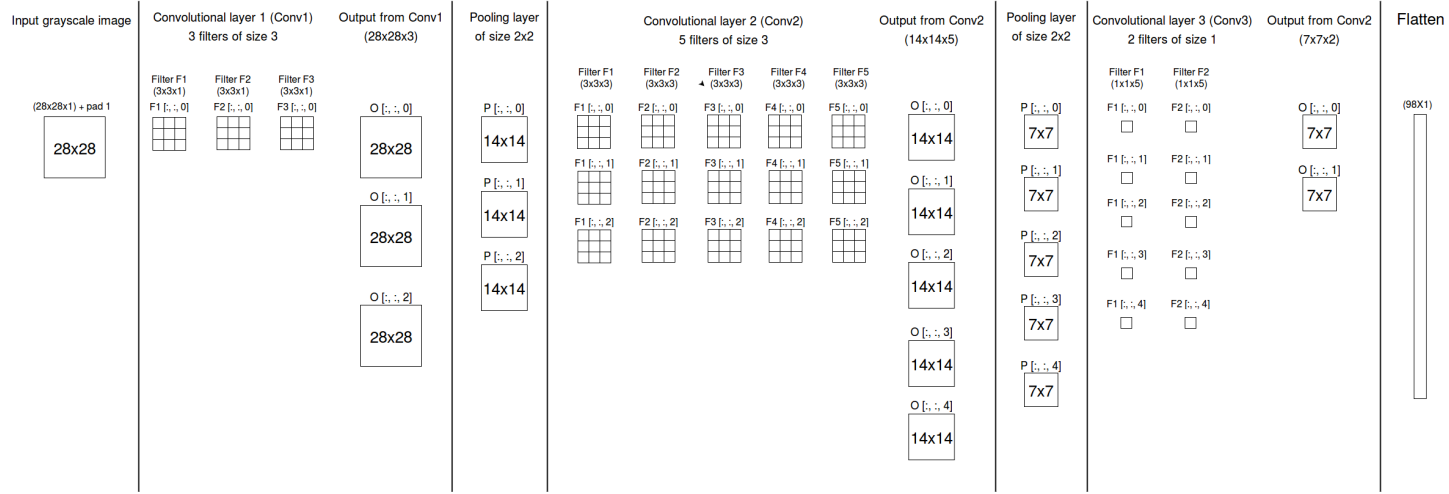 Input grayscale image
(28x28x1) + pad 1
28x28
Convolutional layer 1 (Conv1)
3 filters of size 3
Filter F1
(3x3x1)
F1 [:, :, 0]
Filter F2
(3x3x1)
F2 [:, :, 0]
Filter F3
(3x3x1)
F3 [:, :, 0]
Output from Conv1
(28x28x3)
O [:, :, 0]
28x28
O [:, :, 1]
28x28
O [:, :, 2]
28x28
Pooling layer
of size 2x2
P [:, :, 0]
14x14
P [:, :, 1]
14x14
P [:, :, 2]
14x14
Convolutional layer 2 (Conv2)
5 filters of size 3
Filter F1
(3x3x3)
Filter F2
(3x3x3)
Filter F3
(3x3x3)
Filter F4
(3x3x3)
Filter F5
(3x3x3)
F1 [:, :, 0] F2 [:, :, 0] F3 [:, :, 0] F4 [:, :, 0] F5 [:, :, 0]
F1 [:, :, 1] F2 [:, :, 1] F3 [:, :, 1] F4 [:, :, 1] F5 [:, :, 1]
F1 [:, :, 2] F2 [:, :, 2] F3 [:, :, 2] F4 [:, :, 2] F5 [:, :, 2]
Output from Conv2
(14x14x5)
O [:, :, 0]
14x14
O [:, :, 1]
14x14
O [:, :, 2]
14x14
O [:, :, 3]
14x14
O [:, :, 4]
14x14
Pooling layer
of size 2x2
P [:, :, 0]
7x7
P [:, :, 1]
7x7
P [:, :, 2]
7x7
P [:, :, 3]
7x7
P [:, :, 4]
7x7
Convolutional layer 3 (Conv3)
2 filters of size 1
Filter F1
(1x1x5)
Filter F2
(1x1x5)
F1 [:, :, 0] F2 [:, :, 0]
F1 [:, :, 1] F2 [:, :, 1]
F1 [:, :, 2] F2 [:, :, 2]
F1 [:, :, 3] F2 [:, :, 3]
F1 [:, :, 4] F2 [:, :, 4]
Output from Conv2
(7x7x2)
O [:, :, 0]
7x7
O [:, :, 1]
7x7
Flatten
(98X1)